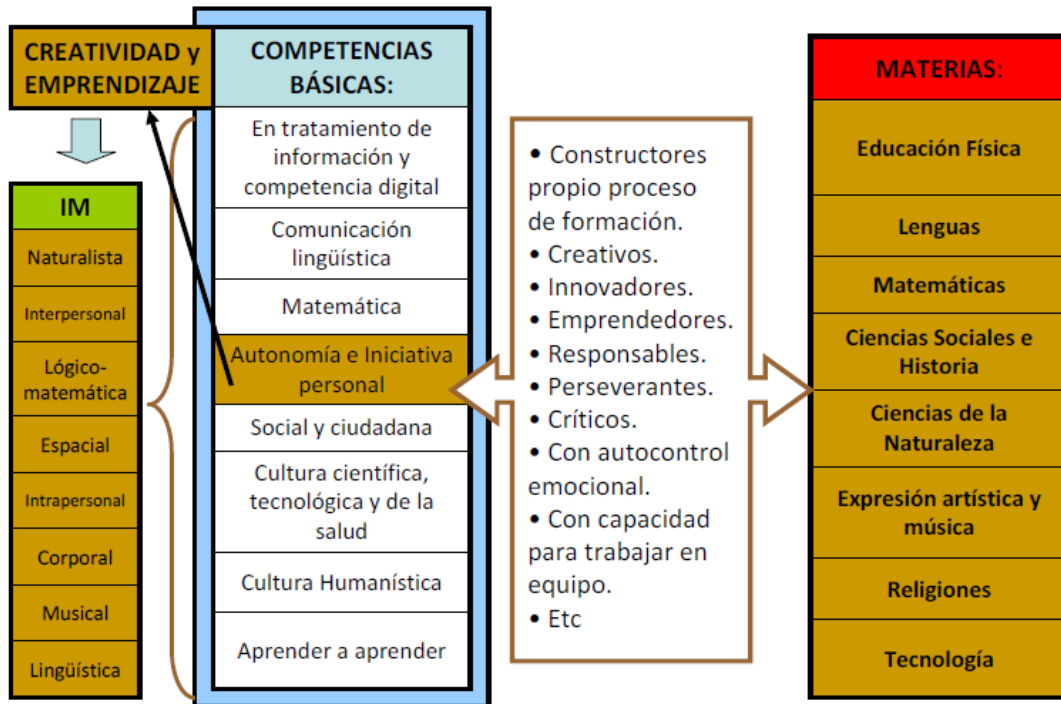 CREATIVIDAD y
EMPRENDIZAJE
IM
Naturalista
Interpersonal
Lógico-
matemática
Espacial
Intrapersonal
Corporal
Musical
Lingüística
COMPETENCIAS
BÁSICAS:
En tratamiento de
información y
competencia digital
Comunicación
lingüística
Matemática
Autonomía e Iniciativa
personal
Social y ciudadana
Cultura científica,
tecnológica y de la
salud
Cultura Humanística
Aprender a aprender
• Constructores
propio proceso
de formación.
• Creativos.
• Innovadores.
• Emprendedores.
• Responsables.
• Perseverantes.
• Críticos.
• Con autocontrol
emocional.
• Con capacidad
para trabajar en
equipo.
• Etc
MATERIAS:
Educación Física
Lenguas
Matemáticas
Ciencias Sociales e
Historia
Ciencias de la
Naturaleza
Expresión artística y
música
Religiones
Tecnología